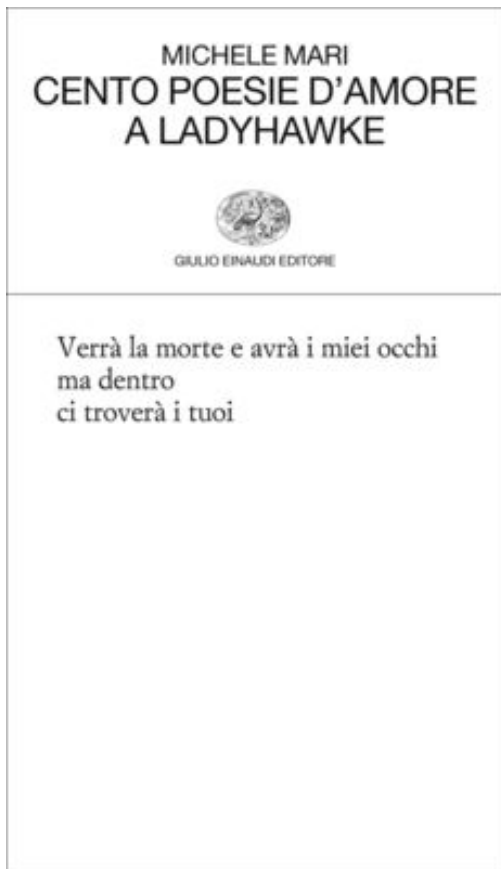 MICHELE MARI
CENTO POESIE D'AMORE
A LADYHAWKE
GIULIO EINAUDI EDITORE
Verrà la morte e avrà i miei occhi
ma dentro
ci troverà i tuoi